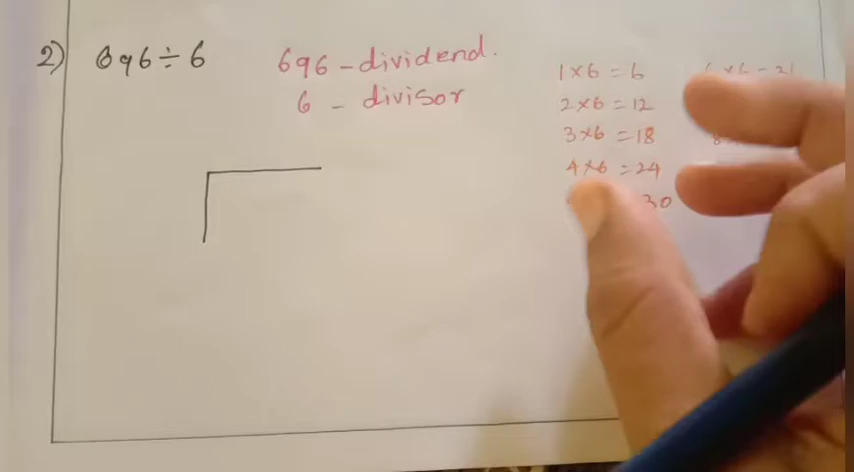 2) 696÷6
696 - dividend.
6 - divisor
1×6 = 6
2×6 = 12
3×6 = 18
4×6 = 24
30